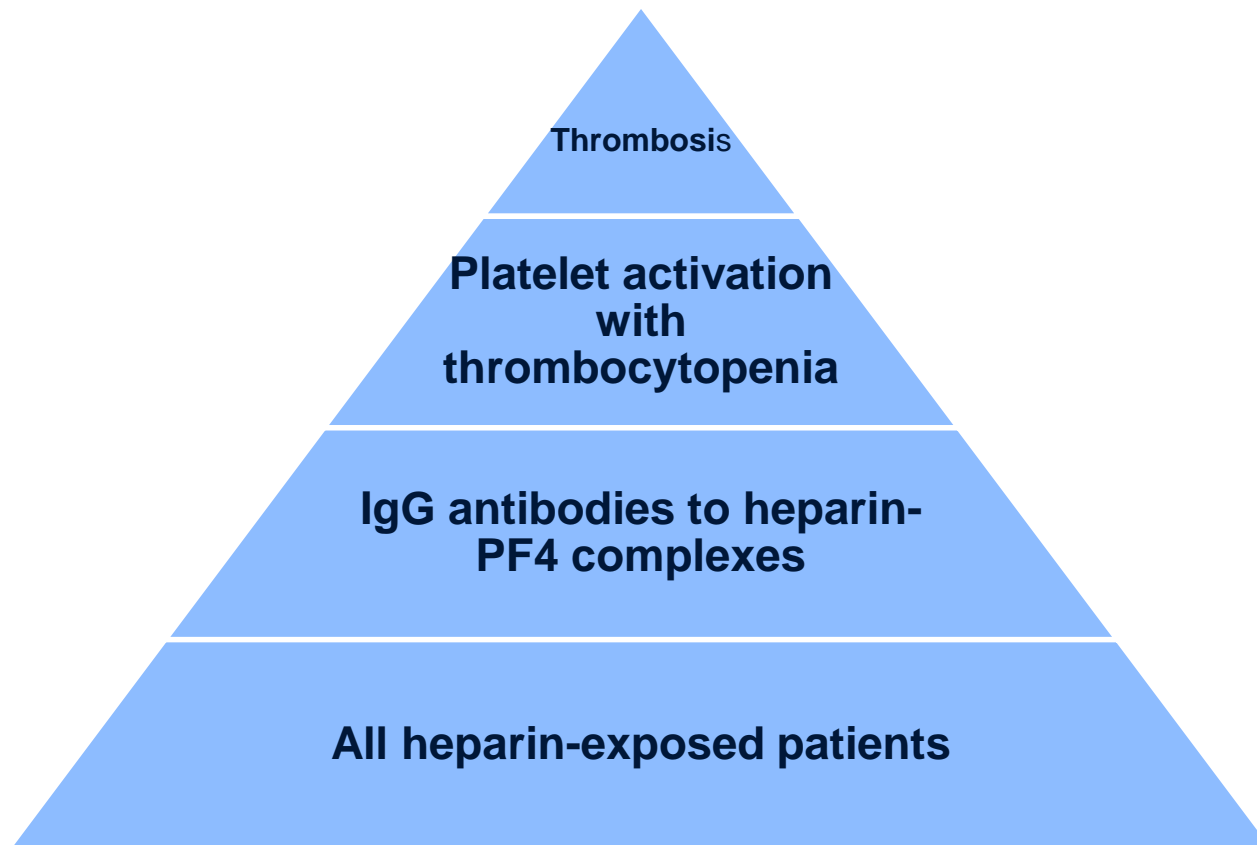 Thrombosis
Platelet activation
with
thrombocytopenia
IgG antibodies to heparin-
PF4 complexes
All heparin-exposed patients